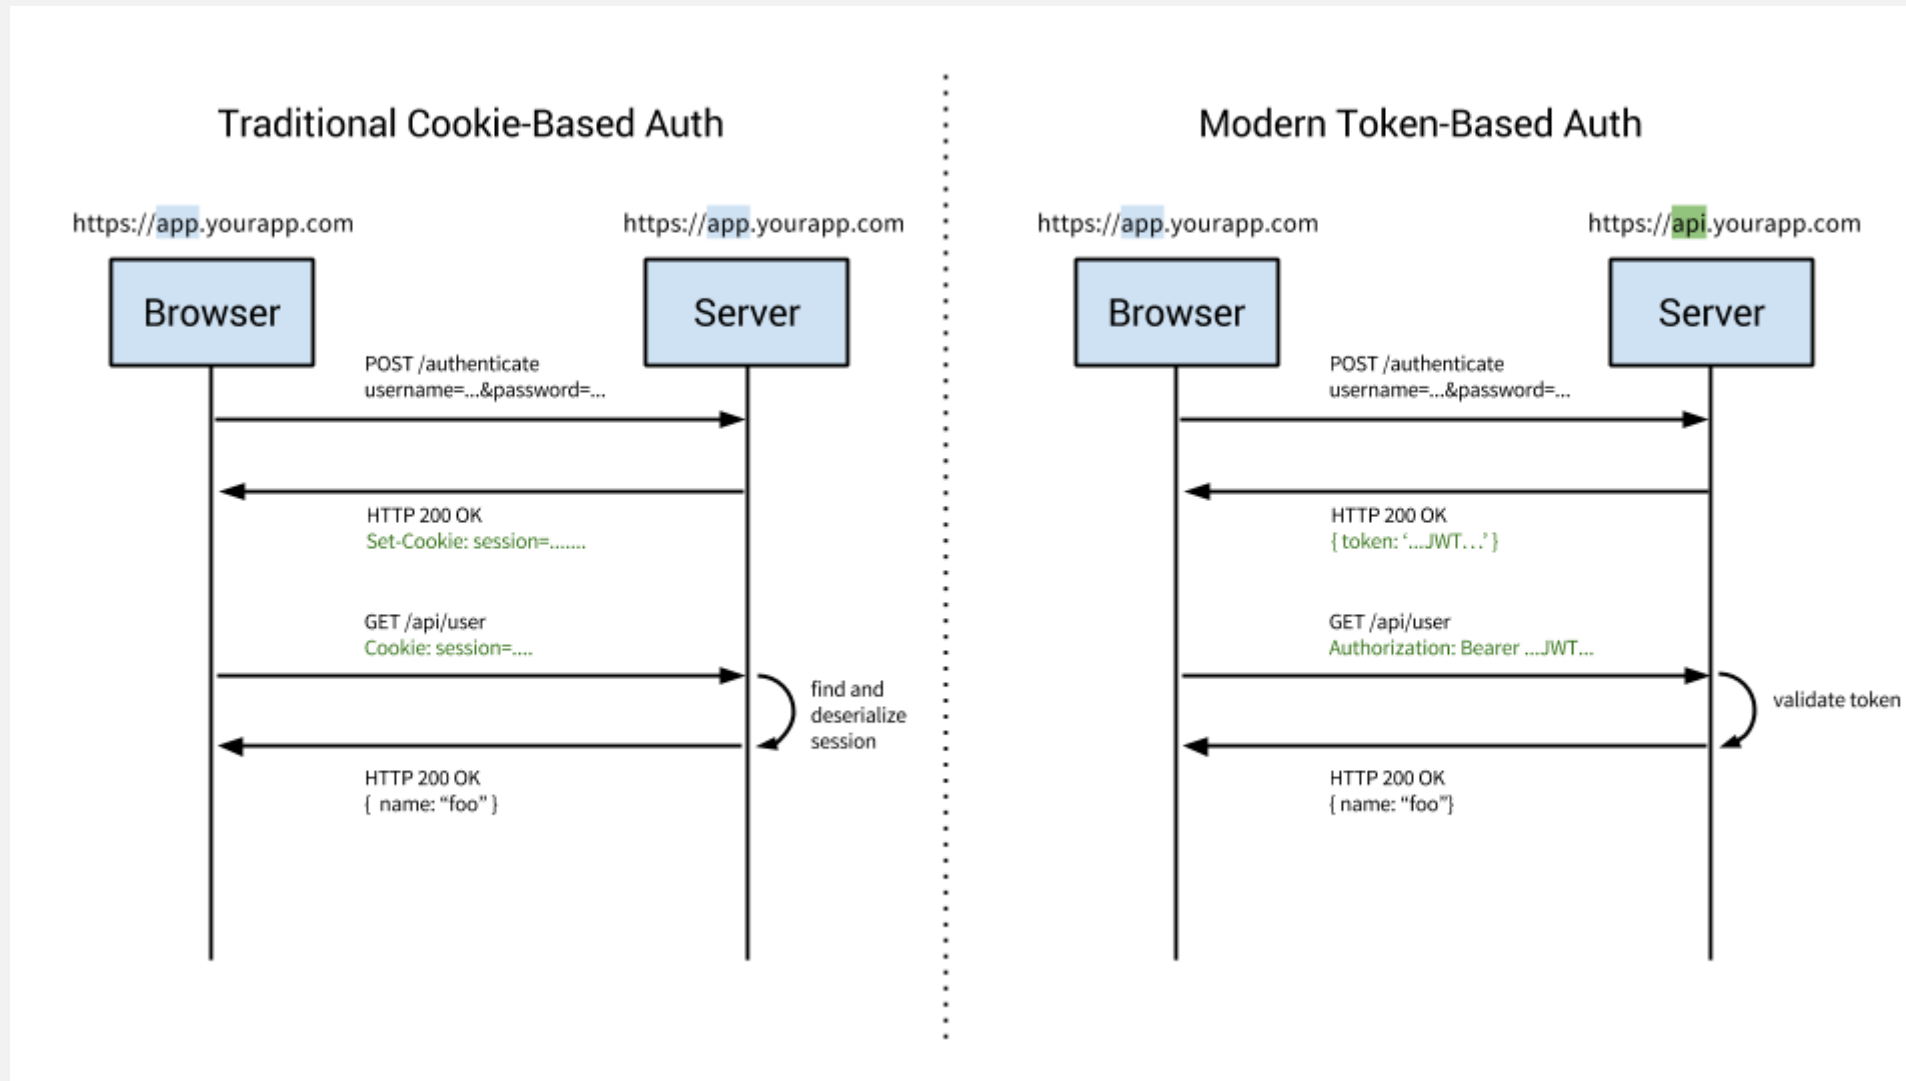 Traditional Cookie-Based Auth
https://app.yourapp.com
https://app.yourapp.com
Browser
Server
POST /authenticate
username=...&password=...
HTTP 200 OK
Set-Cookie: session=.......
GET /api/user
Cookie: session=....
find and
deserialize
session
HTTP 200 OK
{ name: “foo” }
Modern Token-Based Auth
https://app.yourapp.com
https://api.yourapp.com
Browser
Server
POST /authenticate
username=...&password=...
HTTP 200 OK
{ token: ‘...JWT...’ }
GET /api/user
Authorization: Bearer ...JWT...
validate token
HTTP 200 OK
{ name: “foo”}